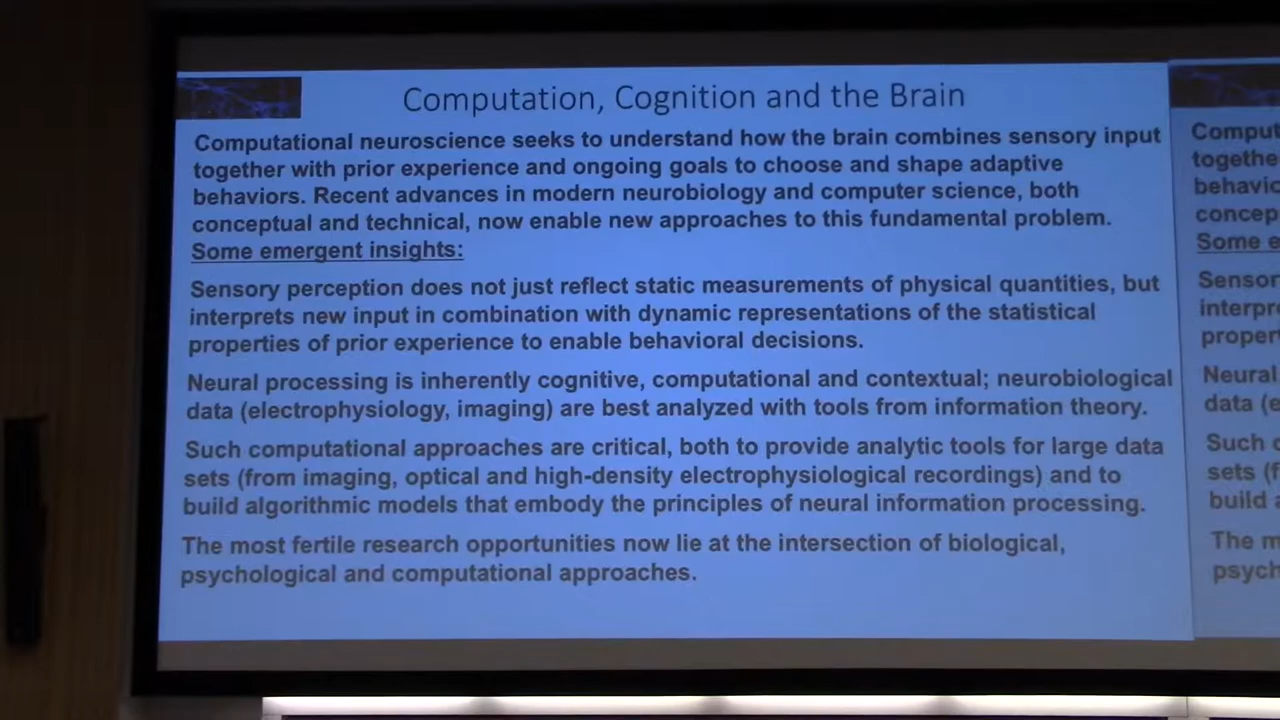 Computation, Cognition and the Brain
Computational neuroscience seeks to understand how the brain combines sensory input
together with prior experience and ongoing goals to choose and shape adaptive
behaviors. Recent advances in modern neurobiology and computer science, both
conceptual and technical, now enable new approaches to this fundamental problem.
Some emergent insights:
Sensory perception does not just reflect static measurements of physical quantities, but
interprets new input in combination with dynamic representations of the statistical
properties of prior experience to enable behavioral decisions.
Neural processing is inherently cognitive, computational and contextual; neurobiological
data (electrophysiology, imaging) are best analyzed with tools from information theory.
Such computational approaches are critical, both to provide analytic tools for large data
sets (from imaging, optical and high-density electrophysiological recordings) and to
build algorithmic models that embody the principles of neural information processing.
The most fertile research opportunities now lie at the intersection of biological,
psychological and computational approaches.
Some
Neural
data
Such
sets
build
The